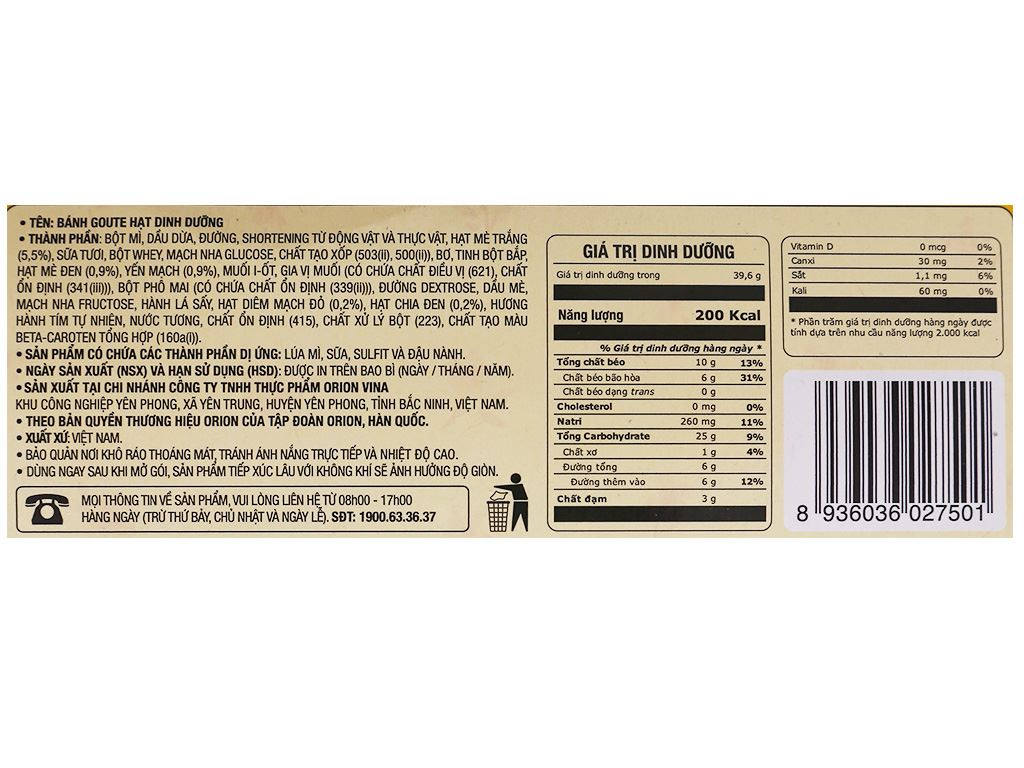 • TÊN: BÁNH GOUTE HẠT DINH DƯỠNG
• THÀNH PHẦN: BỘT MÌ, DẦU DỪA, ĐƯỜNG, SHORTENING TỪ ĐỘNG VẬT VÀ THỰC VẬT, HẠT MÈ TRẮNG
(5,5%), SỮA TƯƠI, BỘT WHEY, MẠCH NHA GLUCOSE, CHẤT TẠO XỐP (503(ii), 500(ii)), BƠ, TINH BỘT BẮP,
HẠT MÈ ĐEN (0,9%), YẾN MẠCH (0,9%), MUỐI I-ỐT, GIA VỊ MUỐI (CÓ CHỨA CHẤT ĐIỀU VỊ (621), CHẤT
ỔN ĐỊNH (341(iii))), BỘT PHÔ MAI (CÓ CHỨA CHẤT ỔN ĐỊNH (339(ii))), ĐƯỜNG DEXTROSE, DẦU MÈ,
MẠCH NHA FRUCTOSE, HÀNH LÁ SẤY, HẠT DIÊM MẠCH ĐỎ (0,2%), HẠT CHIA ĐEN (0,2%), HƯƠNG
HÀNH TÍM TỰ NHIÊN, NƯỚC TƯƠNG, CHẤT ỔN ĐỊNH (415), CHẤT XỬ LÝ BỘT (223), CHẤT TẠO MÀU
BETA-CAROTEN TỔNG HỢP (160a(i)).
• SẢN PHẨM CÓ CHỨA CÁC THÀNH PHẦN DỊ ỨNG: LÚA MÌ, SỮA, SULFIT VÀ ĐẬU NÀNH.
• NGÀY SẢN XUẤT (NSX) VÀ HẠN SỬ DỤNG (HSD): ĐƯỢC IN TRÊN BAO BÌ (NGÀY / THÁNG / NĂM).
• SẢN XUẤT TẠI CHI NHÁNH CÔNG TY TNHH THỰC PHẨM ORION VINA
KHU CÔNG NGHIỆP YÊN PHONG, XÃ YÊN TRUNG, HUYỆN YÊN PHONG, TỈNH BẮC NINH, VIỆT NAM.
• THEO BẢN QUYỀN THƯƠNG HIỆU ORION CỦA TẬP ĐOÀN ORION, HÀN QUỐC.
• XUẤT XỨ: VIỆT NAM.
• BẢO QUẢN NƠI KHÔ RÁO THOÁNG MÁT, TRÁNH ÁNH NẮNG TRỰC TIẾP VÀ NHIỆT ĐỘ CAO.
• DÙNG NGAY SAU KHI MỞ GÓI, SẢN PHẨM TIẾP XÚC LÂU VỚI KHÔNG KHÍ SẼ ẢNH HƯỞNG ĐỘ GIÒN.
MỌI THÔNG TIN VỀ SẢN PHẨM, VUI LÒNG LIÊN HỆ TỪ 08h00 - 17h00
HÀNG NGÀY (TRỪ THỨ BẢY, CHỦ NHẬT VÀ NGÀY LỄ). SĐT: 1900.63.36.37
GIÁ TRỊ DINH DƯỠNG
Giá trị dinh dưỡng trong 39,6 g
Năng lượng 200 Kcal
% Giá trị dinh dưỡng hàng ngày *
Tổng chất béo 10 g 13%
Chất béo bão hòa 6 g 31%
Chất béo dạng trans 0 g
Cholesterol 0 mg 0%
Natri 260 mg 11%
Tổng Carbohydrate 25 g 9%
Chất xơ 1 g 4%
Đường tổng 6 g
Đường thêm vào 6 g 12%
Chất đạm 3 g
Vitamin D 0 mcg 0%
Canxi 30 mg 2%
Sắt 1,1 mg 6%
Kali 60 mg 0%
* Phần trăm giá trị dinh dưỡng hàng ngày được
tính dựa trên nhu cầu năng lượng 2.000 kcal
8 936036 027501